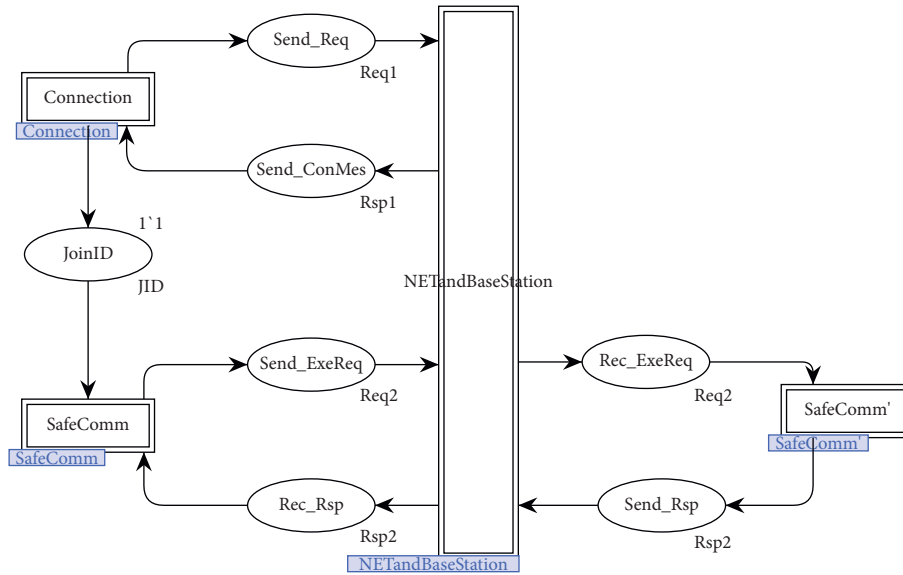 Send_Req
Req1
Connection
Connection
Send_ConMes
Rsp1
1`1
JoinID
JID
NETandBaseStation
Send_ExeReq
Req2
Rec_ExeReq
Req2
SafeComm
SafeComm
SafeComm'
SafeComm'
Rec_Rsp
Rsp2
Send_Rsp
Rsp2
NETandBaseStation